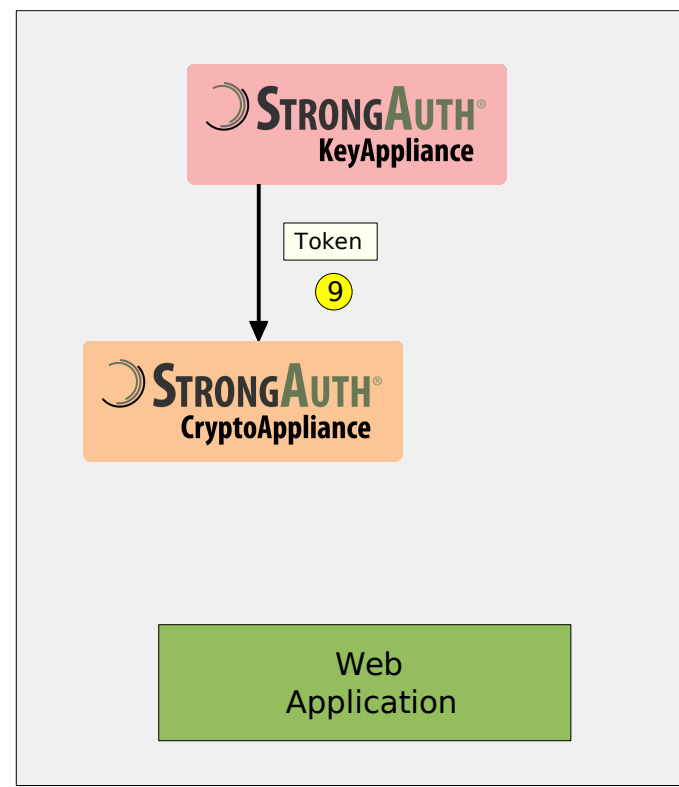 STRONGAUTH®
KeyAppliance
Token
9
STRONGAUTH®
CryptoAppliance
Web
Application